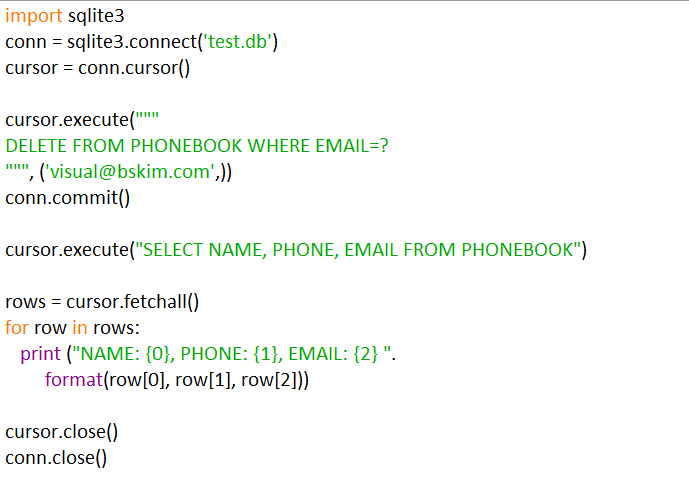 import sqlite3
conn = sqlite3.connect('test.db')
cursor = conn.cursor()

cursor.execute("""
DELETE FROM PHONEBOOK WHERE EMAIL=?
""", ('visual@bskim.com',))
conn.commit()

cursor.execute("SELECT NAME, PHONE, EMAIL FROM PHONEBOOK")

rows = cursor.fetchall()
for row in rows:
   print ("NAME: {0}, PHONE: {1}, EMAIL: {2} ".
       format(row[0], row[1], row[2]))

cursor.close()
conn.close()